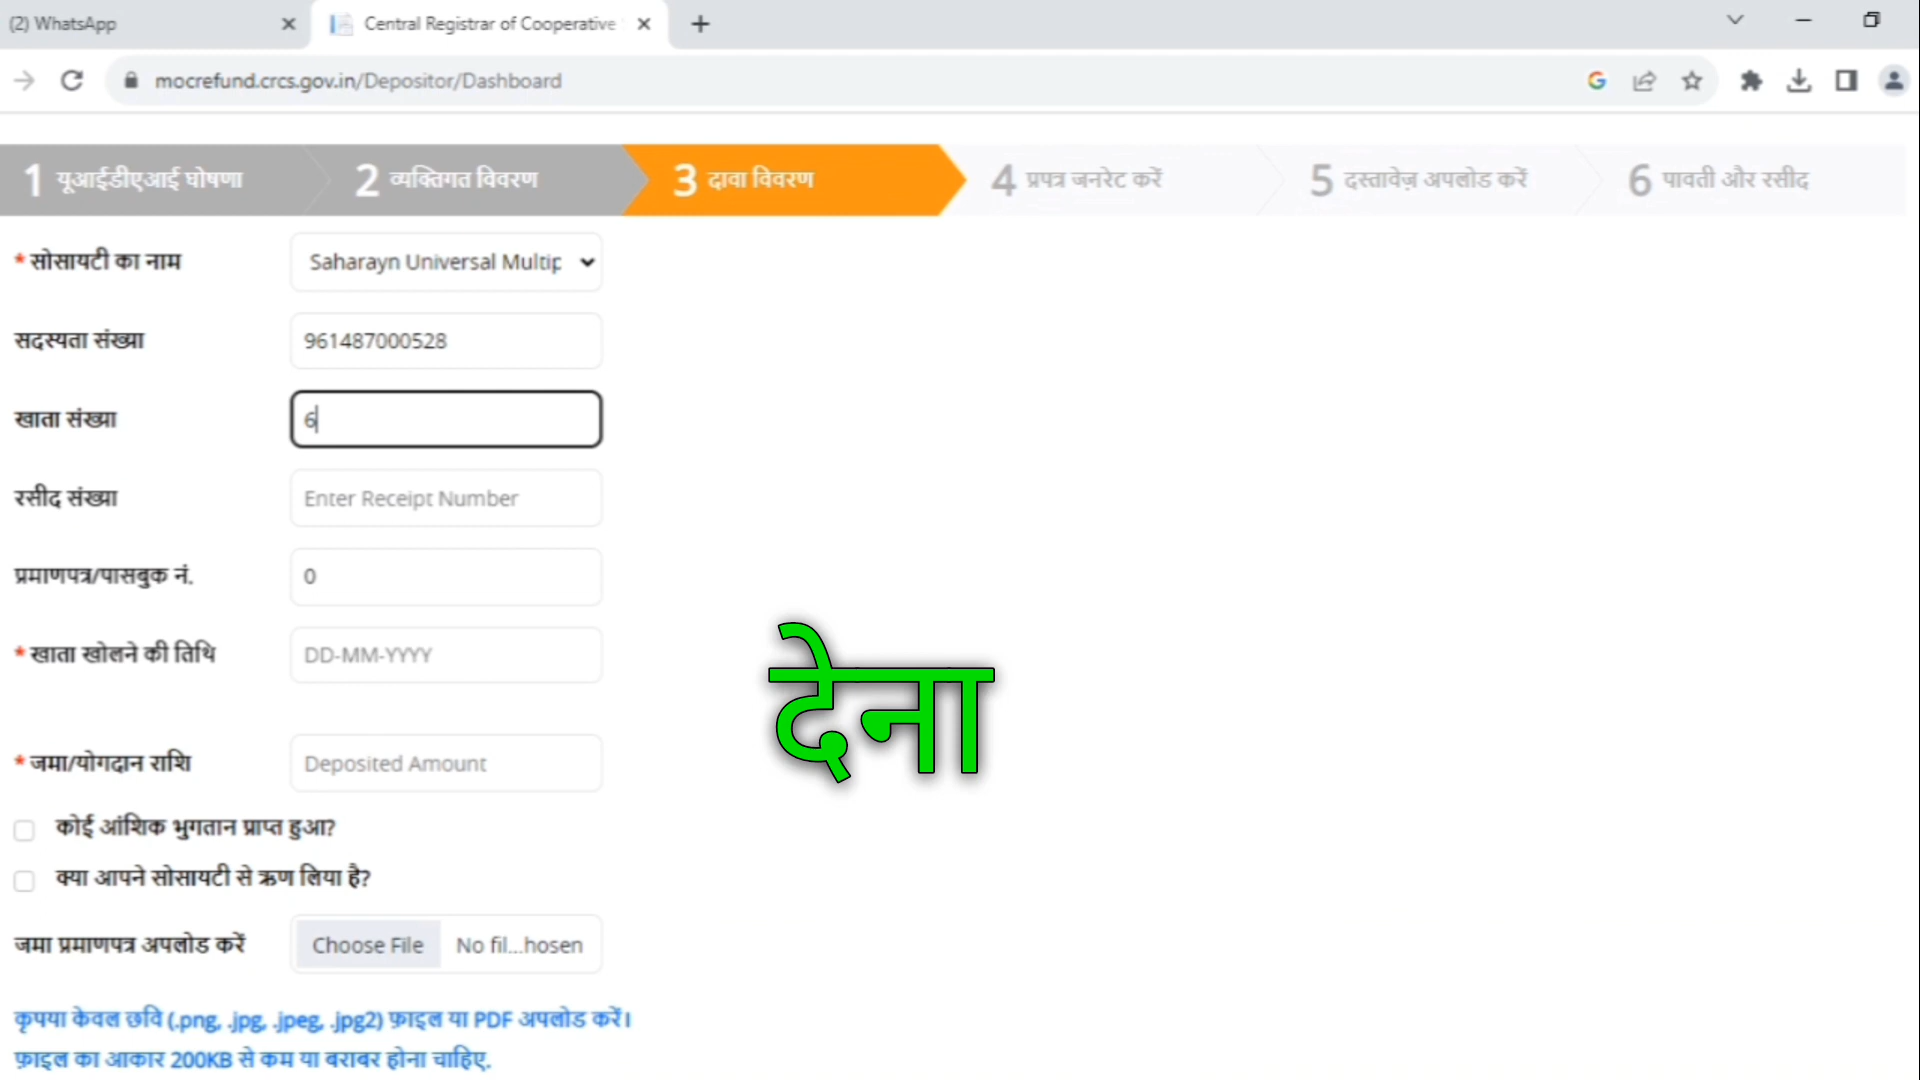 (2) WhatsApp
Central Registrar of Cooperative
mocrefund.crcs.gov.in/Depositor/Dashboard
1 यूआईडीएआई घोषणा 2 व्यक्तिगत विवरण 3 दावा विवरण 4 प्रपत्र जनरेट करें 5 दस्तावेज़ अपलोड करें 6 पावती और रसीद
* सोसायटी का नाम Saharayn Universal Multip
सदस्यता संख्या 961487000528
खाता संख्या 6
रसीद संख्या Enter Receipt Number
प्रमाणपत्र/पासबुक नं. 0
* खाता खोलने की तिथि DD-MM-YYYY
देना
* जमा/योगदान राशि Deposited Amount
कोई आंशिक भुगतान प्राप्त हुआ?
क्या आपने सोसायटी से ऋण लिया है?
जमा प्रमाणपत्र अपलोड करें Choose File No fil...hosen
कृपया केवल छवि (.png, .jpg, .jpeg, .jpg2) फ़ाइल या PDF अपलोड करें।
फ़ाइल का आकार 200KB से कम या बराबर होना चाहिए.